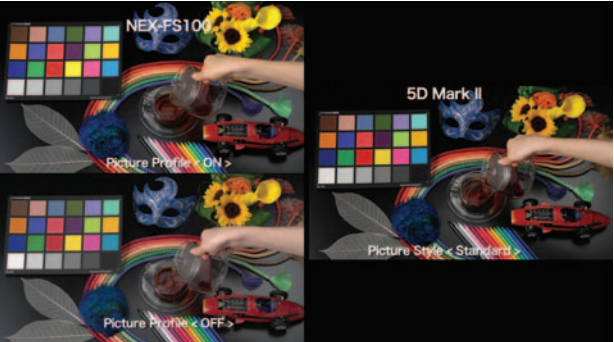 NEX-FS100
Picture Profile < ON >
Picture Profile < OFF >
5D Mark II
Picture Style < Standard >